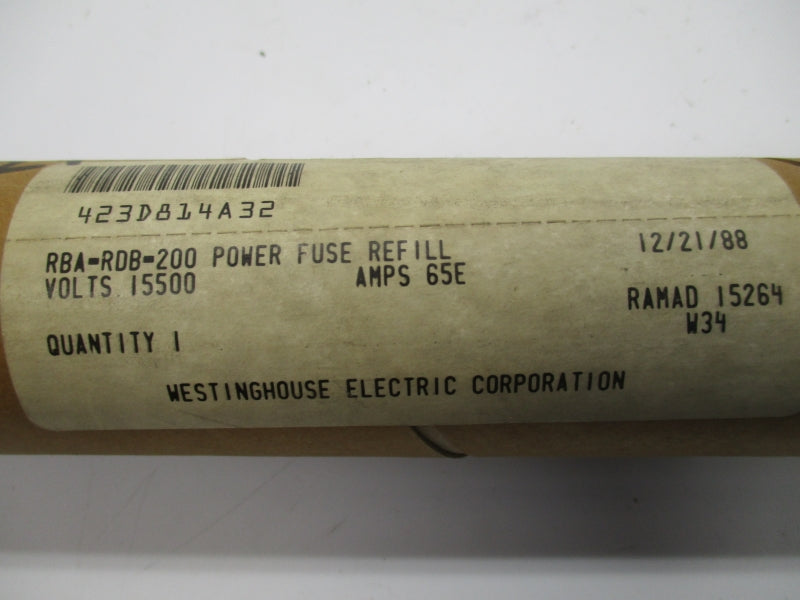 423D814A32
RBA-RDB-200 POWER FUSE REFILL 12/21/88
VOLTS 15500 AMPS 65E
RAMAD 15264
W34
QUANTITY 1
WESTINGHOUSE ELECTRIC CORPORATION